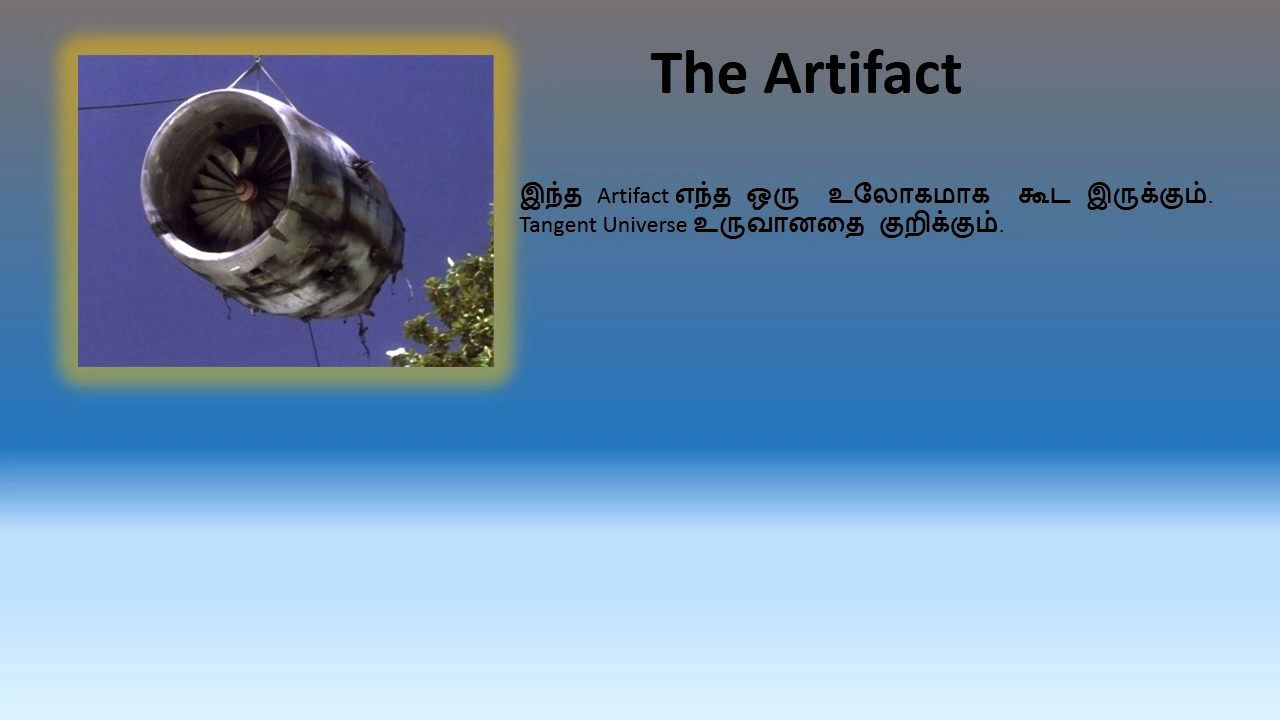 The Artifact
இந்த Artifact எந்த ஒரு உலோகமாக கூட இருக்கும்.
Tangent Universe உருவானதை குறிக்கும்.